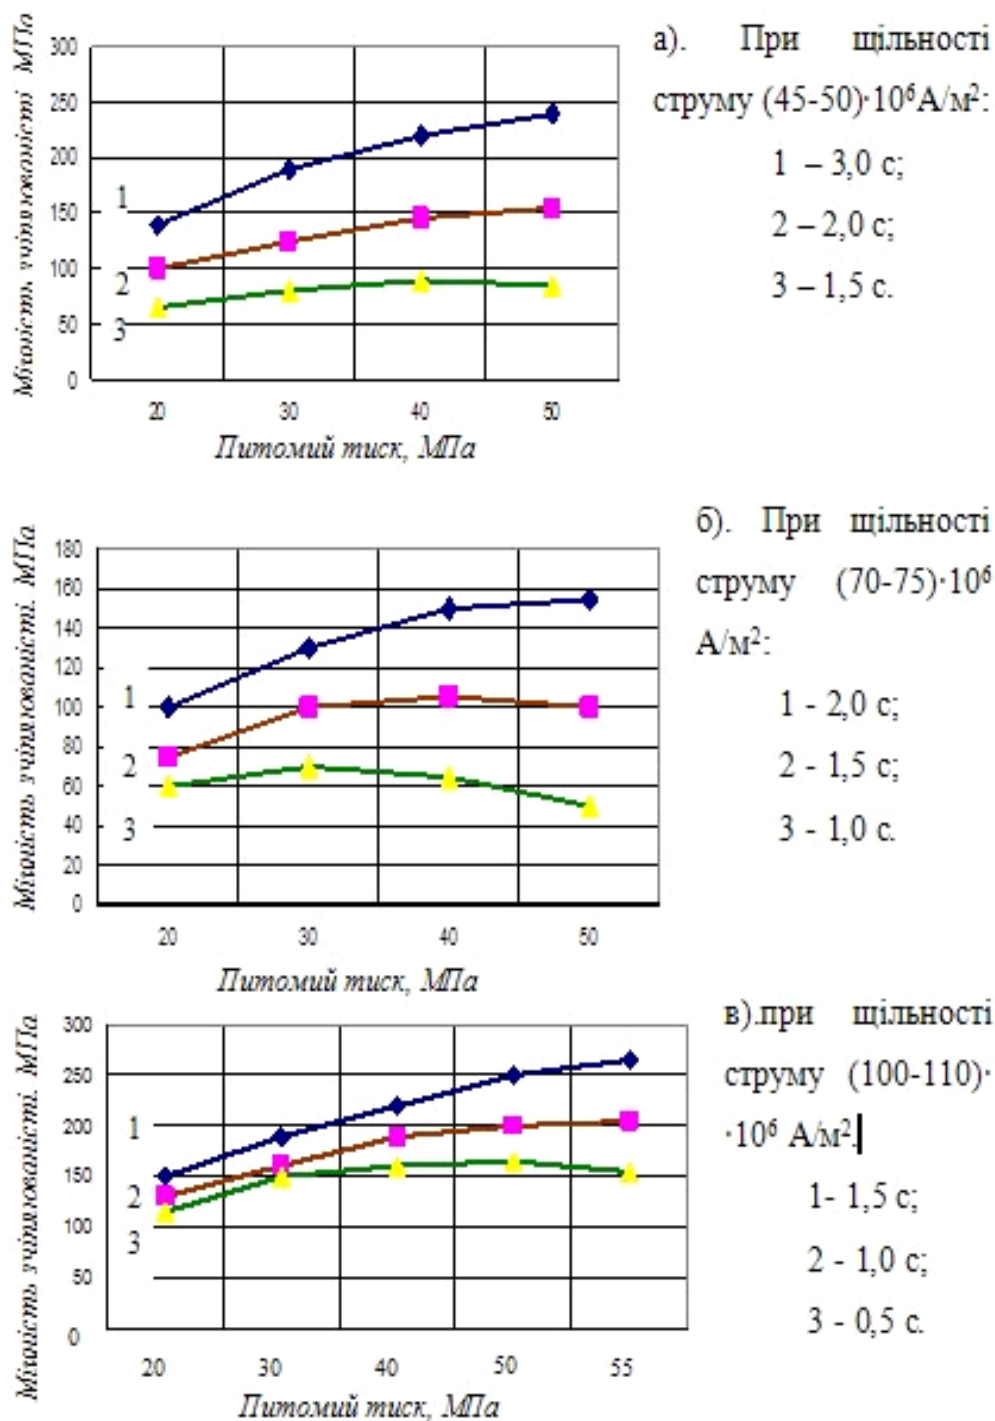 300
250
200
150
100
50
0
1
2
3
20 30 40 50
Питомий тиск, МПа
Міцність зчіплюваності МПа
а). При щільності
струму (45-50)·10⁶А/м²:
1 – 3,0 с;
2 – 2,0 с;
3 – 1,5 с.
180
160
140
120
100
80
60
40
20
0
1
2
3
20 30 40 50
Питомий тиск, МПа
Міцність зчіплюваності. МПа
б). При щільності
струму (70-75)·10⁶
А/м²:
1 - 2,0 с;
2 - 1,5 с;
3 - 1,0 с.
300
250
200
150
100
50
0
1
2
3
20 30 40 50 55
Питомий тиск, МПа
Міцність зчіплюваності. МПа
в).при щільності
струму (100-110)·
·10⁶ А/м².
1- 1,5 с;
2 - 1,0 с;
3 - 0,5 с.